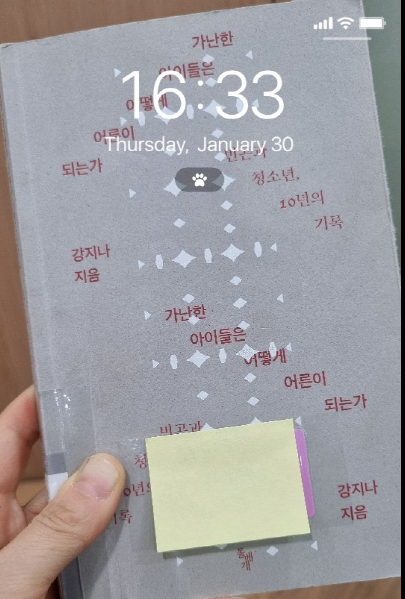 16:33
Thursday, January 30
가난한
아이들은
어떻게
어른이
되는가
빈곤과
청소년,
10년의
기록
강지나
지음
가난한
아이들은
어떻게
어른이
되는가
빈곤과
강지나
지음